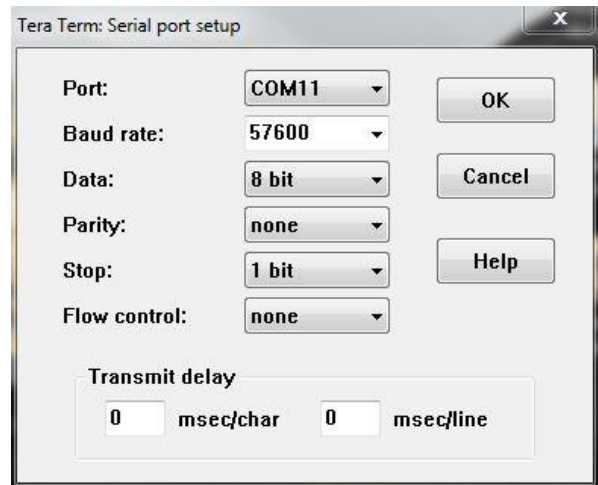 Tera Term: Serial port setup
x
Port: COM11 OK
Baud rate: 57600
Data: 8 bit Cancel
Parity: none
Stop: 1 bit Help
Flow control: none
Transmit delay
0 msec/char 0 msec/line